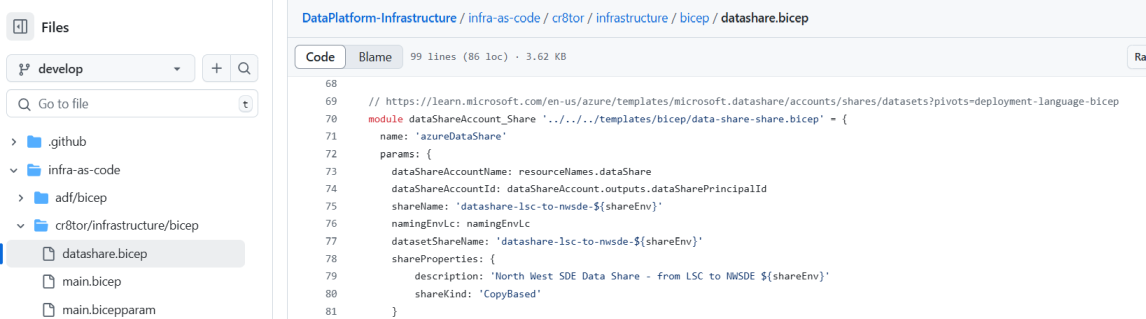 Files
develop
Go to file
t
.github
infra-as-code
adf/bicep
cr8tor/infrastructure/bicep
datashare.bicep
main.bicep
main.bicepparam
DataPlatform-Infrastructure / infra-as-code / cr8tor / infrastructure / bicep / datashare.bicep
Code Blame 99 lines (86 loc) · 3.62 KB Ra
68
69 // https://learn.microsoft.com/en-us/azure/templates/microsoft.datashare/accounts/shares/datasets?pivots=deployment-language-bicep
70 module dataShareAccount_Share '../../../templates/bicep/data-share-share.bicep' = {
71 name: 'azureDataShare'
72 params: {
73 dataShareAccountName: resourceNames.dataShare
74 dataShareAccountId: dataShareAccount.outputs.dataSharePrincipalId
75 shareName: 'datashare-lsc-to-nwsde-${shareEnv}'
76 namingEnvLc: namingEnvLc
77 datasetShareName: 'datashare-lsc-to-nwsde-${shareEnv}'
78 shareProperties: {
79 description: 'North West SDE Data Share - from LSC to NWSDE ${shareEnv}'
80 shareKind: 'CopyBased'
81 }